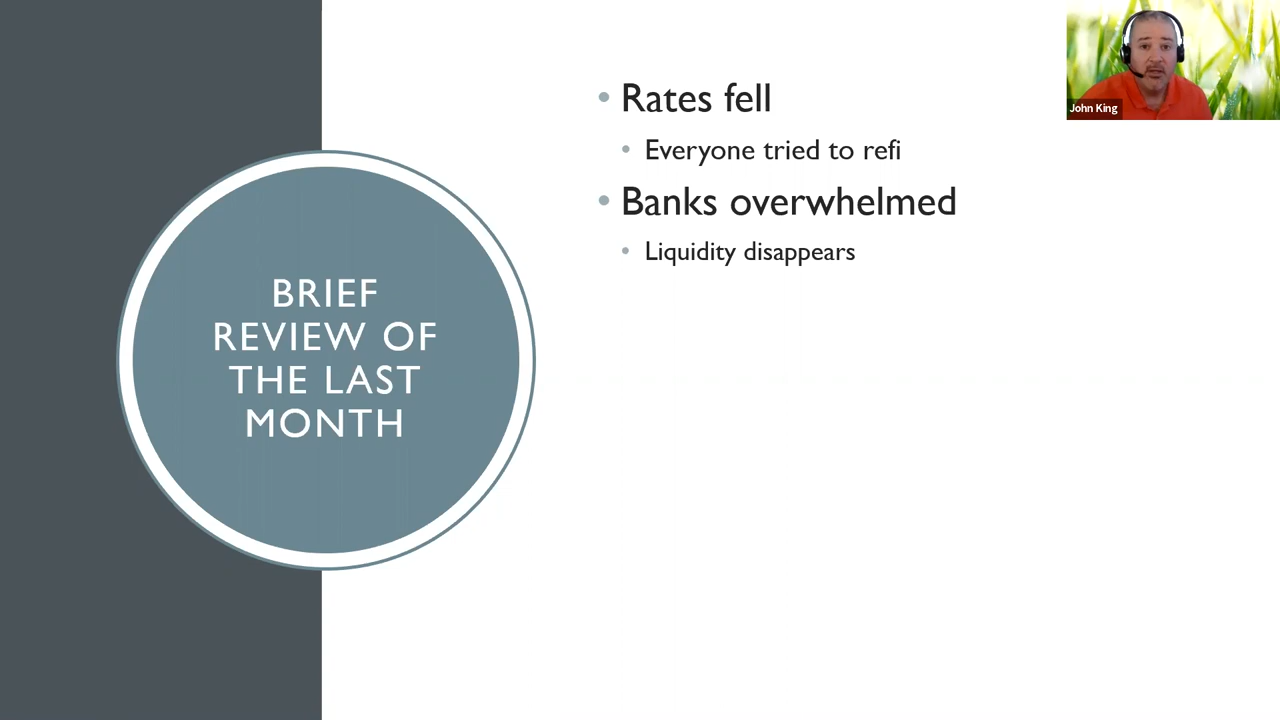 BRIEF
REVIEW OF
THE LAST
MONTH
• Rates fell
• Everyone tried to refi
• Banks overwhelmed
• Liquidity disappears
John King